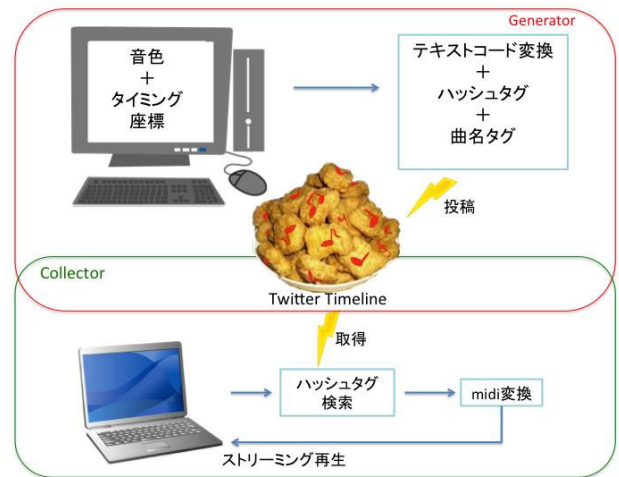 Generator
音色
+
タイミング
座標
テキストコード変換
+
ハッシュタグ
+
曲名タグ
投稿
Collector
Twitter Timeline
取得
ハッシュタグ
検索
midi変換
ストリーミング再生